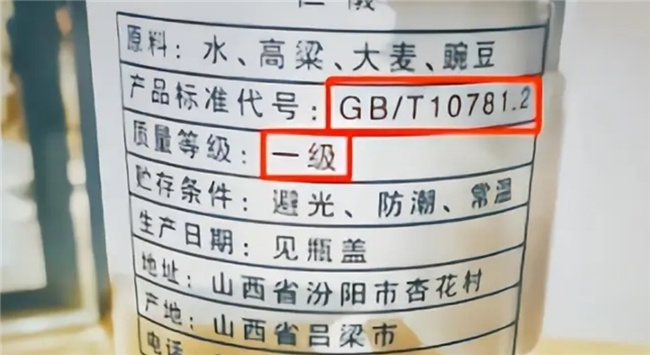 原料:水、高粱、大麦、豌豆
产品标准代号:GB/T10781.2
质量等级:一级
贮存条件:避光、防潮、常温
生产日期:见瓶盖
地址:山西省汾阳市杏花村
产地:山西省吕梁市
电话